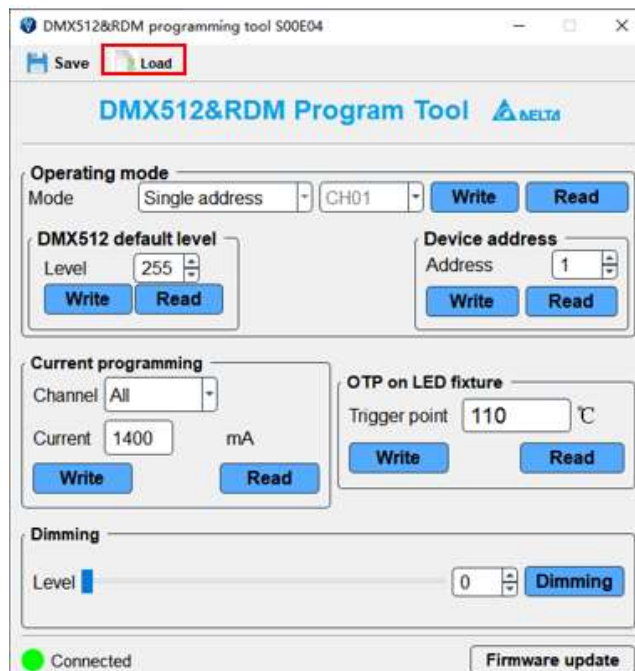 DMX512&RDM programming tool S00E04
Save Load
DMX512&RDM Program Tool DELTA
Operating mode
Mode Single address CH01 Write Read
DMX512 default level Device address
Level 255 Address 1
Write Read Write Read
Current programming
OTP on LED fixture
Channel All
Trigger point 110 ℃
Current 1400 mA
Write Read
Write Read
Dimming
Level 0 Dimming
Connected Firmware update